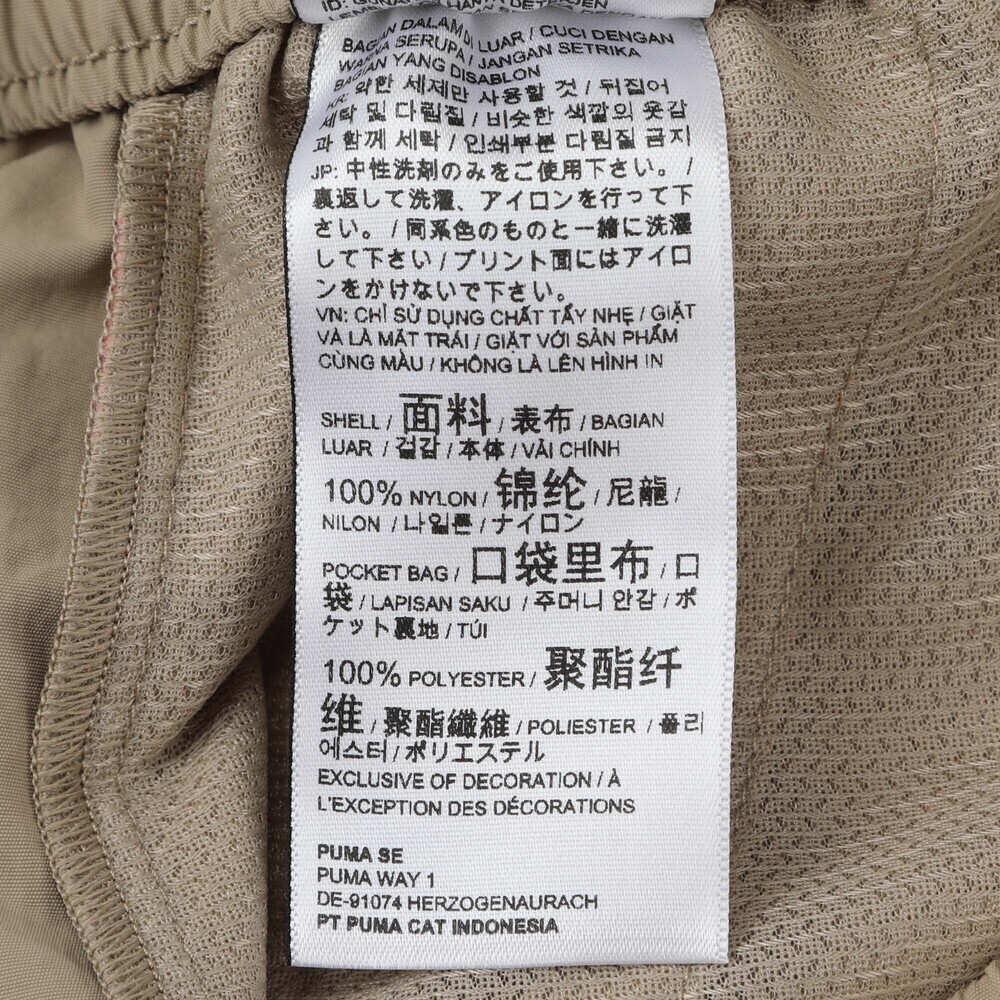 ID: GUNAKAN
BAGIAN DALAM DI LUAR / CUCI DENGAN
WARNA SERUPA / JANGAN SETRIKA
BAGIAN YANG DISABLON
KR: 약한 세제만 사용할 것 / 뒤집어
세탁 및 다림질 / 비슷한 색깔의 옷감
과 함께 세탁 / 인쇄부분 다림질 금지
JP: 中性洗剤のみをご使用下さい。 /
裏返して洗濯、アイロンを行って下
さい。 / 同系色のものと一緒に洗濯
して下さい / プリント面にはアイロ
ンをかけないで下さい。
VN: CHỈ SỬ DỤNG CHẤT TẨY NHẸ / GIẶT
VÀ LÀ MẶT TRÁI / GIẶT VỚI SẢN PHẨM
CÙNG MÀU / KHÔNG LÀ LÊN HÌNH IN
SHELL / 面料 / 表布 / BAGIAN
LUAR / 겉감 / 本体 / VẢI CHÍNH
100% NYLON / 锦纶 / 尼龍 /
NILON / 나일론 / ナイロン
POCKET BAG / 口袋里布 / 口
袋 / LAPISAN SAKU / 주머니 안감 / ポ
ケット裏地 / TÚI
100% POLYESTER / 聚酯纤
维 / 聚酯纖維 / POLIESTER / 폴리
에스터 / ポリエステル
EXCLUSIVE OF DECORATION / À
L'EXCEPTION DES DÉCORATIONS
PUMA SE
PUMA WAY 1
DE-91074 HERZOGENAURACH
PT PUMA CAT INDONESIA